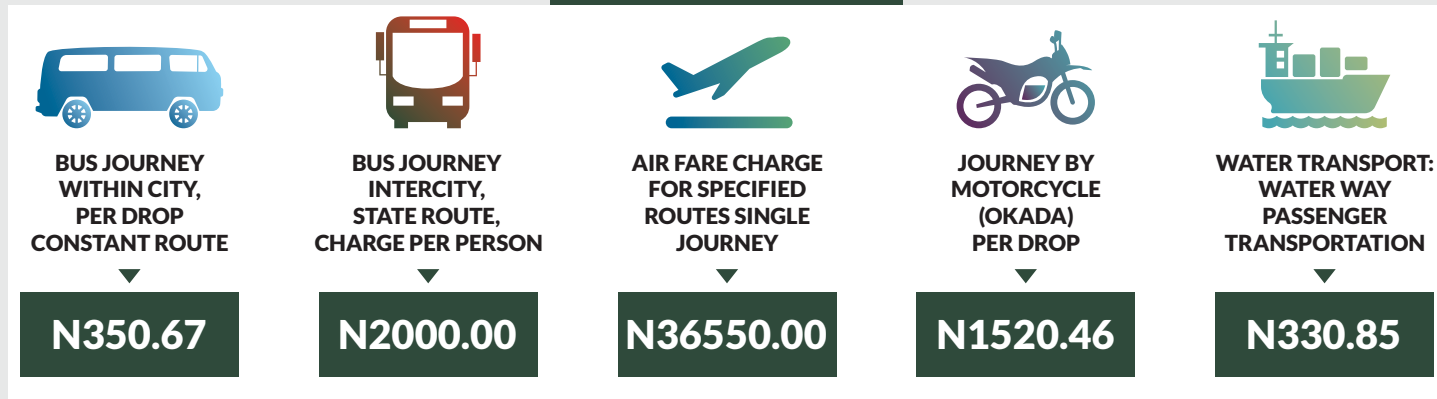 BUS JOURNEY
WITHIN CITY,
PER DROP
CONSTANT ROUTE
N350.67
BUS JOURNEY
INTERCITY,
STATE ROUTE,
CHARGE PER PERSON
N2000.00
AIR FARE CHARGE
FOR SPECIFIED
ROUTES SINGLE
JOURNEY
N36550.00
JOURNEY BY
MOTORCYCLE
(OKADA)
PER DROP
N1520.46
WATER TRANSPORT:
WATER WAY
PASSENGER
TRANSPORTATION
N330.85